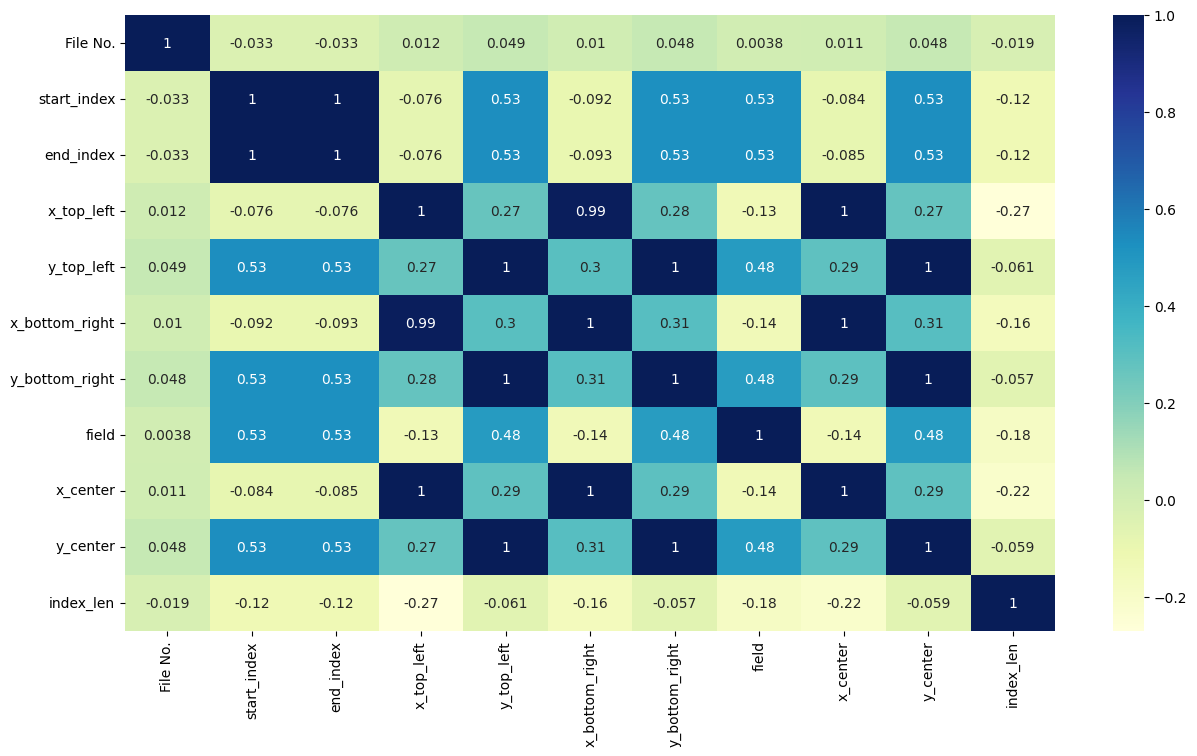 File No. 1 -0.033 -0.033 0.012 0.049 0.01 0.048 0.0038 0.011 0.048 -0.019
start_index -0.033 1 1 -0.076 0.53 -0.092 0.53 0.53 -0.084 0.53 -0.12
end_index -0.033 1 1 -0.076 0.53 -0.093 0.53 0.53 -0.085 0.53 -0.12
x_top_left 0.012 -0.076 -0.076 1 0.27 0.99 0.28 -0.13 1 0.27 -0.27
y_top_left 0.049 0.53 0.53 0.27 1 0.3 1 0.48 0.29 1 -0.061
x_bottom_right 0.01 -0.092 -0.093 0.99 0.3 1 0.31 -0.14 1 0.31 -0.16
y_bottom_right 0.048 0.53 0.53 0.28 1 0.31 1 0.48 0.29 1 -0.057
field 0.0038 0.53 0.53 -0.13 0.48 -0.14 0.48 1 -0.14 0.48 -0.18
x_center 0.011 -0.084 -0.085 1 0.29 1 0.29 -0.14 1 0.29 -0.22
y_center 0.048 0.53 0.53 0.27 1 0.31 1 0.48 0.29 1 -0.059
index_len -0.019 -0.12 -0.12 -0.27 -0.061 -0.16 -0.057 -0.18 -0.22 -0.059 1
File No. start_index end_index x_top_left y_top_left x_bottom_right y_bottom_right field x_center y_center index_len
1.0
0.8
0.6
0.4
0.2
0.0
−0.2